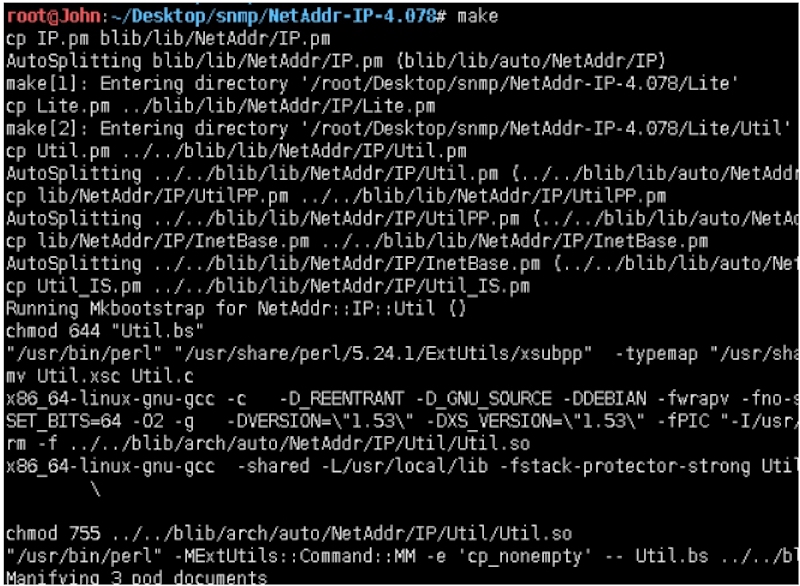 root@John:~/Desktop/snmp/NetAddr-IP-4.078# make
cp IP.pm blib/lib/NetAddr/IP.pm
AutoSplitting blib/lib/NetAddr/IP.pm (blib/lib/auto/NetAddr/IP)
make[1]: Entering directory '/root/Desktop/snmp/NetAddr-IP-4.078/Lite'
cp Lite.pm ../blib/lib/NetAddr/IP/Lite.pm
make[2]: Entering directory '/root/Desktop/snmp/NetAddr-IP-4.078/Lite/Util'
cp Util.pm ../../blib/lib/NetAddr/IP/Util.pm
AutoSplitting ../../blib/lib/NetAddr/IP/Util.pm (../../blib/lib/auto/NetAddr
cp lib/NetAddr/IP/UtilPP.pm ../../blib/lib/NetAddr/IP/UtilPP.pm
AutoSplitting ../../blib/lib/NetAddr/IP/UtilPP.pm (../../blib/lib/auto/NetAd
cp lib/NetAddr/IP/InetBase.pm ../../blib/lib/NetAddr/IP/InetBase.pm
AutoSplitting ../../blib/lib/NetAddr/IP/InetBase.pm (../../blib/lib/auto/Net
cp Util_IS.pm ../../blib/lib/NetAddr/IP/Util_IS.pm
Running Mkbootstrap for NetAddr::IP::Util ()
chmod 644 "Util.bs"
"/usr/bin/perl" "/usr/share/perl/5.24.1/ExtUtils/xsubpp"  -typemap "/usr/sha
mv Util.xsc Util.c
x86_64-linux-gnu-gcc -c   -D_REENTRANT -D_GNU_SOURCE -DDEBIAN -fwrapv -fno-s
SET_BITS=64 -O2 -g   -DVERSION=\"1.53\" -DXS_VERSION=\"1.53\" -fPIC "-I/usr/
rm -f ../../blib/arch/auto/NetAddr/IP/Util/Util.so
x86_64-linux-gnu-gcc  -shared -L/usr/local/lib -fstack-protector-strong Util
\
chmod 755 ../../blib/arch/auto/NetAddr/IP/Util/Util.so
"/usr/bin/perl" -MExtUtils::Command::MM -e 'cp_nonempty' -- Util.bs ../../bl
Manifying 3 pod documents